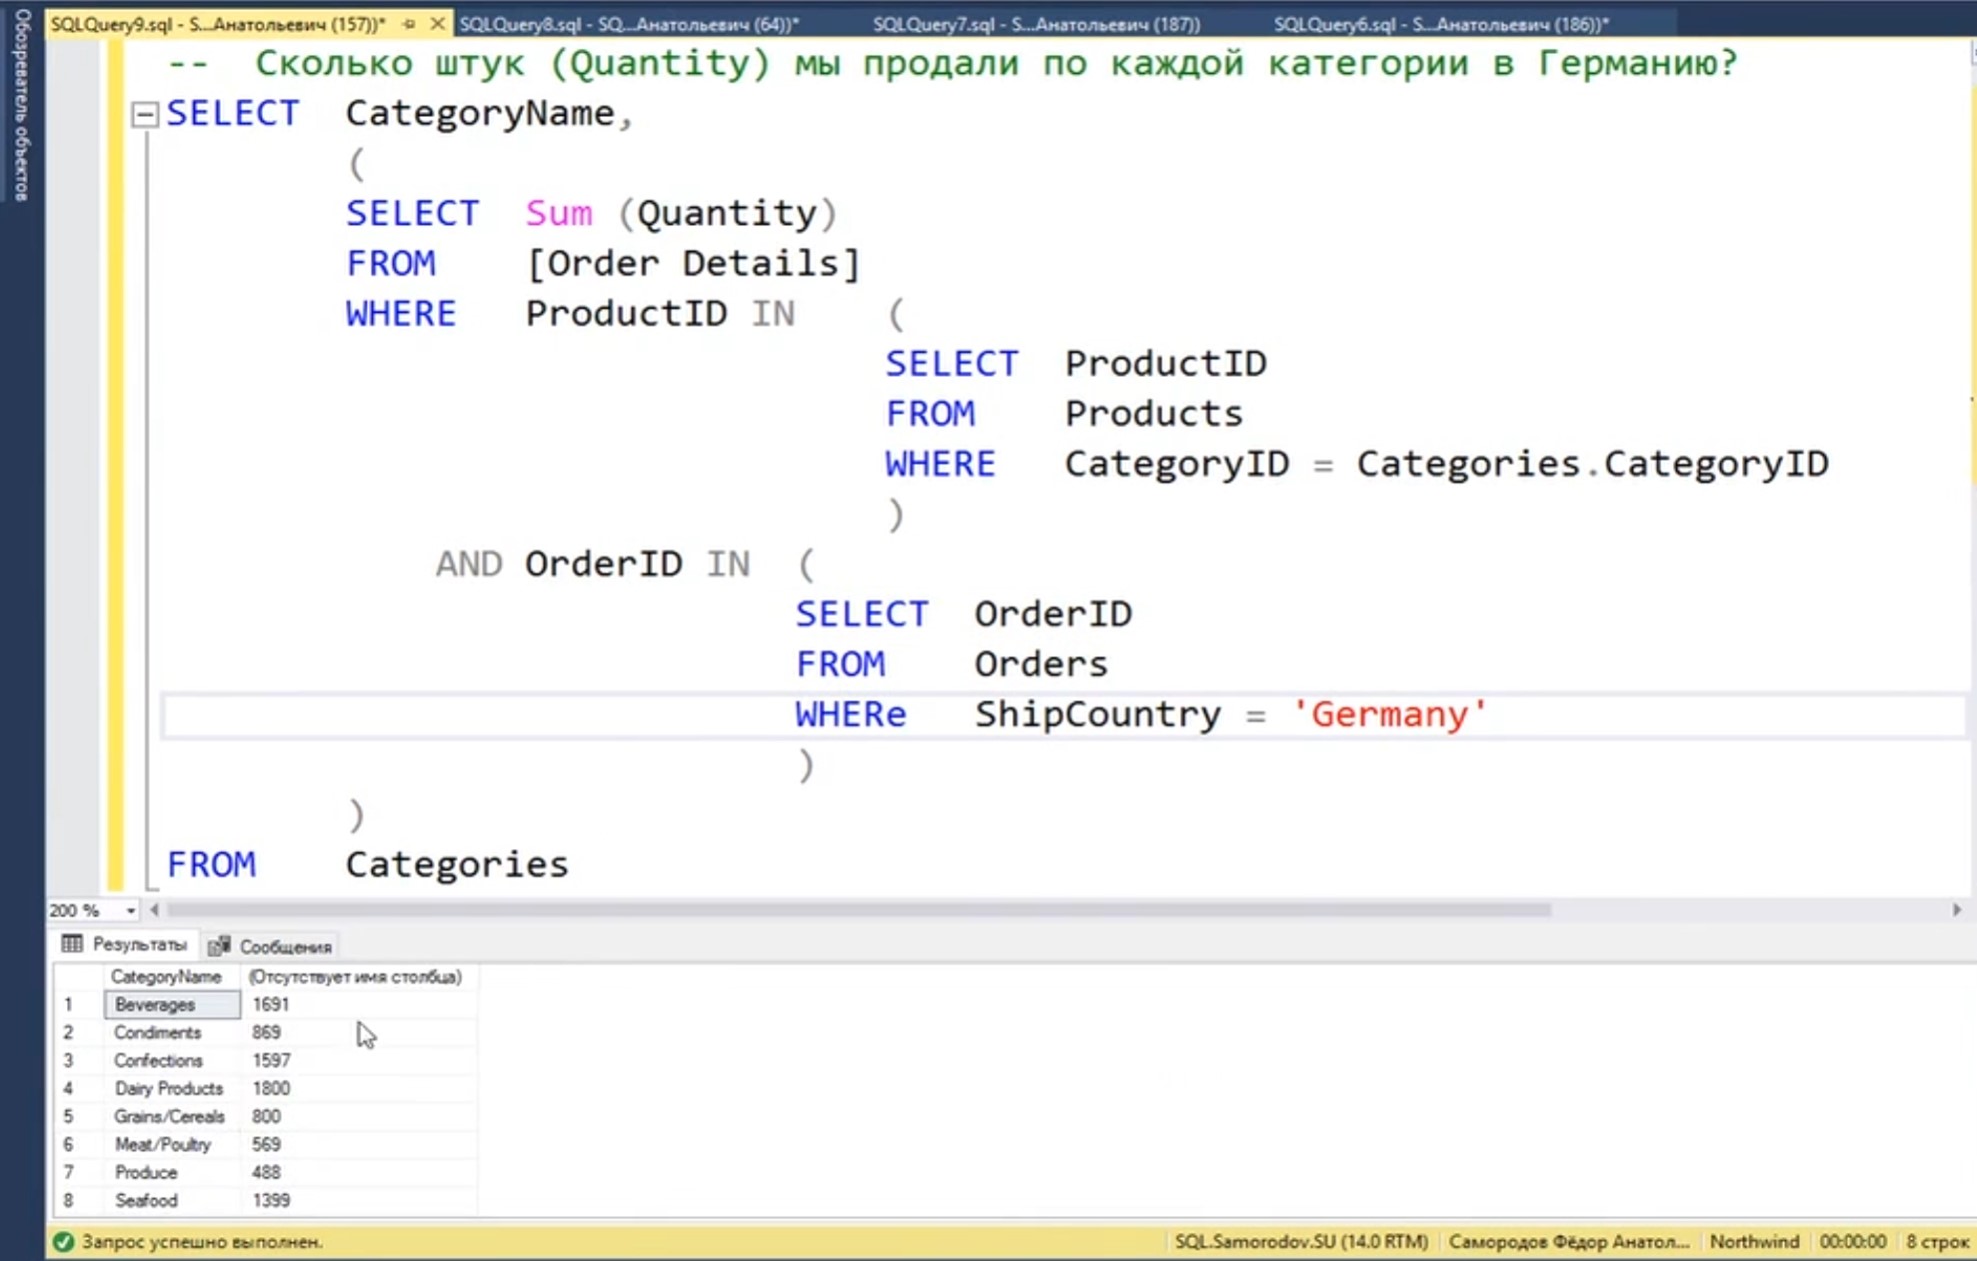 Обозреватель объектов
SQLQuery9.sql - S...Анатольевич (157))* SQLQuery8.sql - SQ...Анатольевич (64))* SQLQuery7.sql - S...Анатольевич (187)) SQLQuery6.sql - S...Анатольевич (186))*
-- Сколько штук (Quantity) мы продали по каждой категории в Германию?
SELECT CategoryName,
(
SELECT Sum (Quantity)
FROM [Order Details]
WHERE ProductID IN (
SELECT ProductID
FROM Products
WHERE CategoryID = Categories.CategoryID
)
AND OrderID IN (
SELECT OrderID
FROM Orders
WHERe ShipCountry = 'Germany'
)
)
FROM Categories
200 %
Результаты Сообщения
CategoryName (Отсутствует имя столбца)
1 Beverages 1691
2 Condiments 869
3 Confections 1597
4 Dairy Products 1800
5 Grains/Cereals 800
6 Meat/Poultry 569
7 Produce 488
8 Seafood 1399
Запрос успешно выполнен. SQL.Samorodov.SU (14.0 RTM) Самородов Фёдор Анатол... Northwind 00:00:00 8 строк